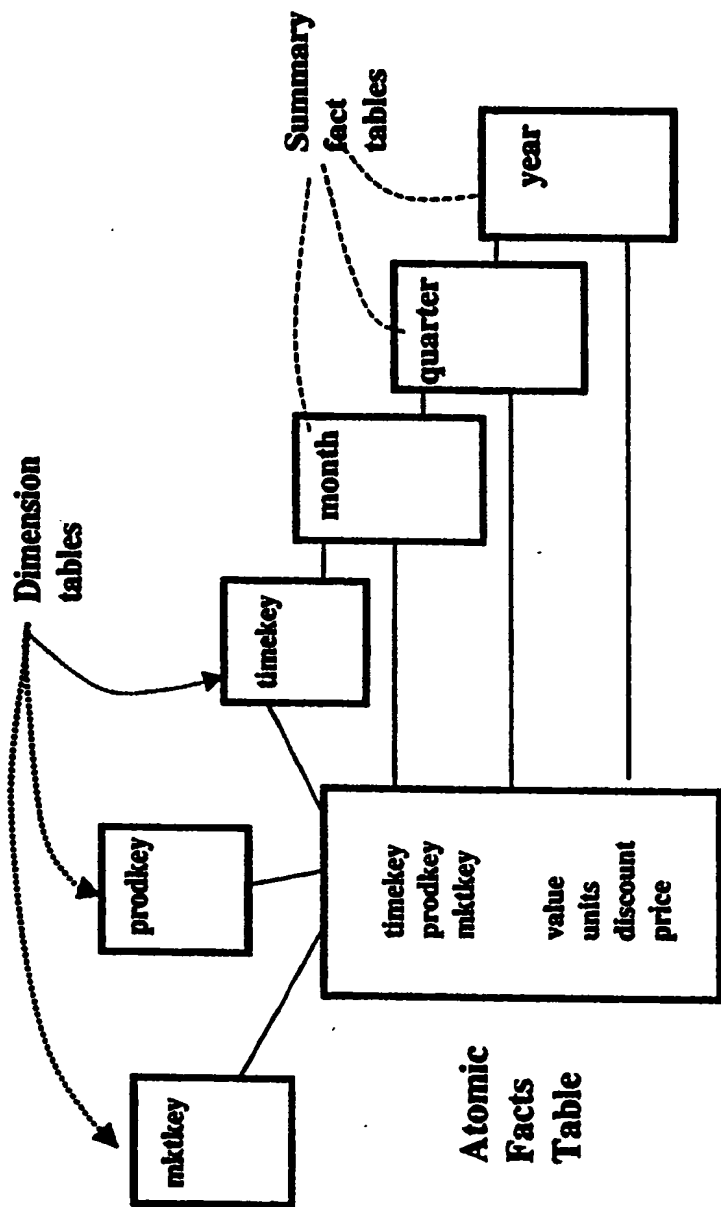 Dimension
tables
Summary
fact
tables
mktkey
prodkey
timekey
month
quarter
year
timekey
prodkey
mktkey
value
units
discount
price
Atomic
Facts
Table